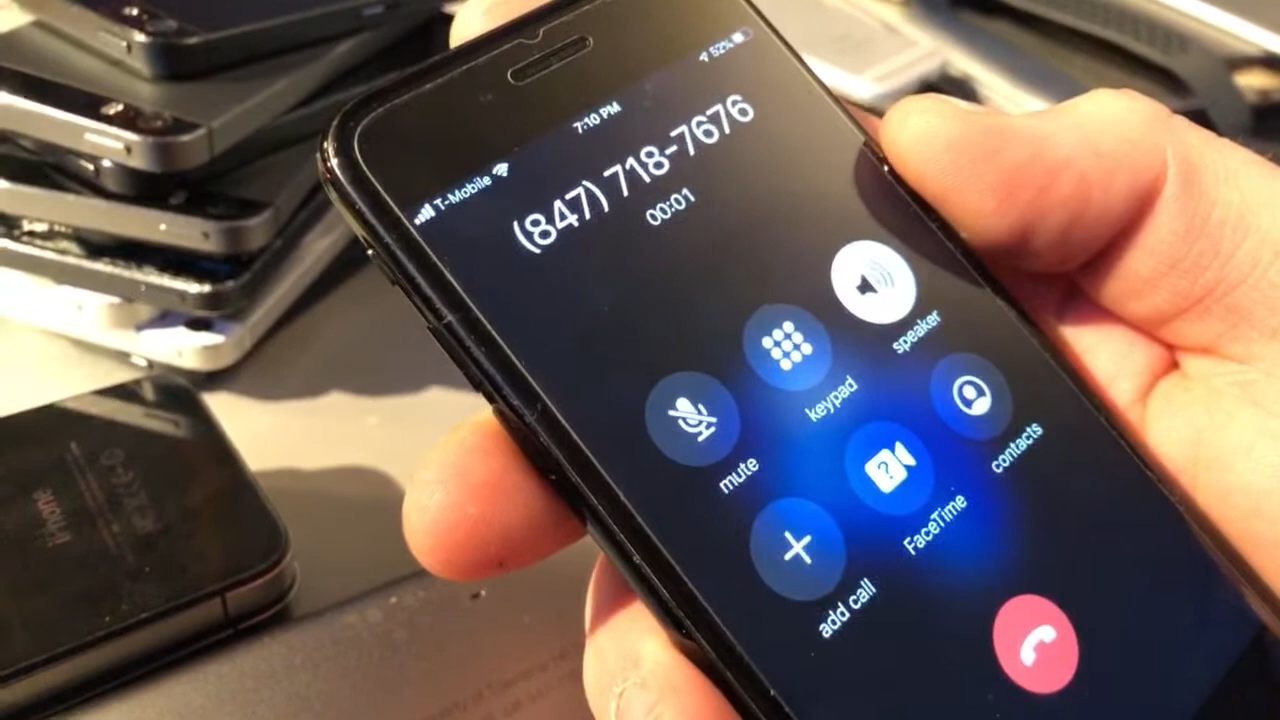 T-Mobile 7:10 PM 52%
(847) 718-7676
00:01
mute keypad speaker
add call FaceTime contacts
iPhone